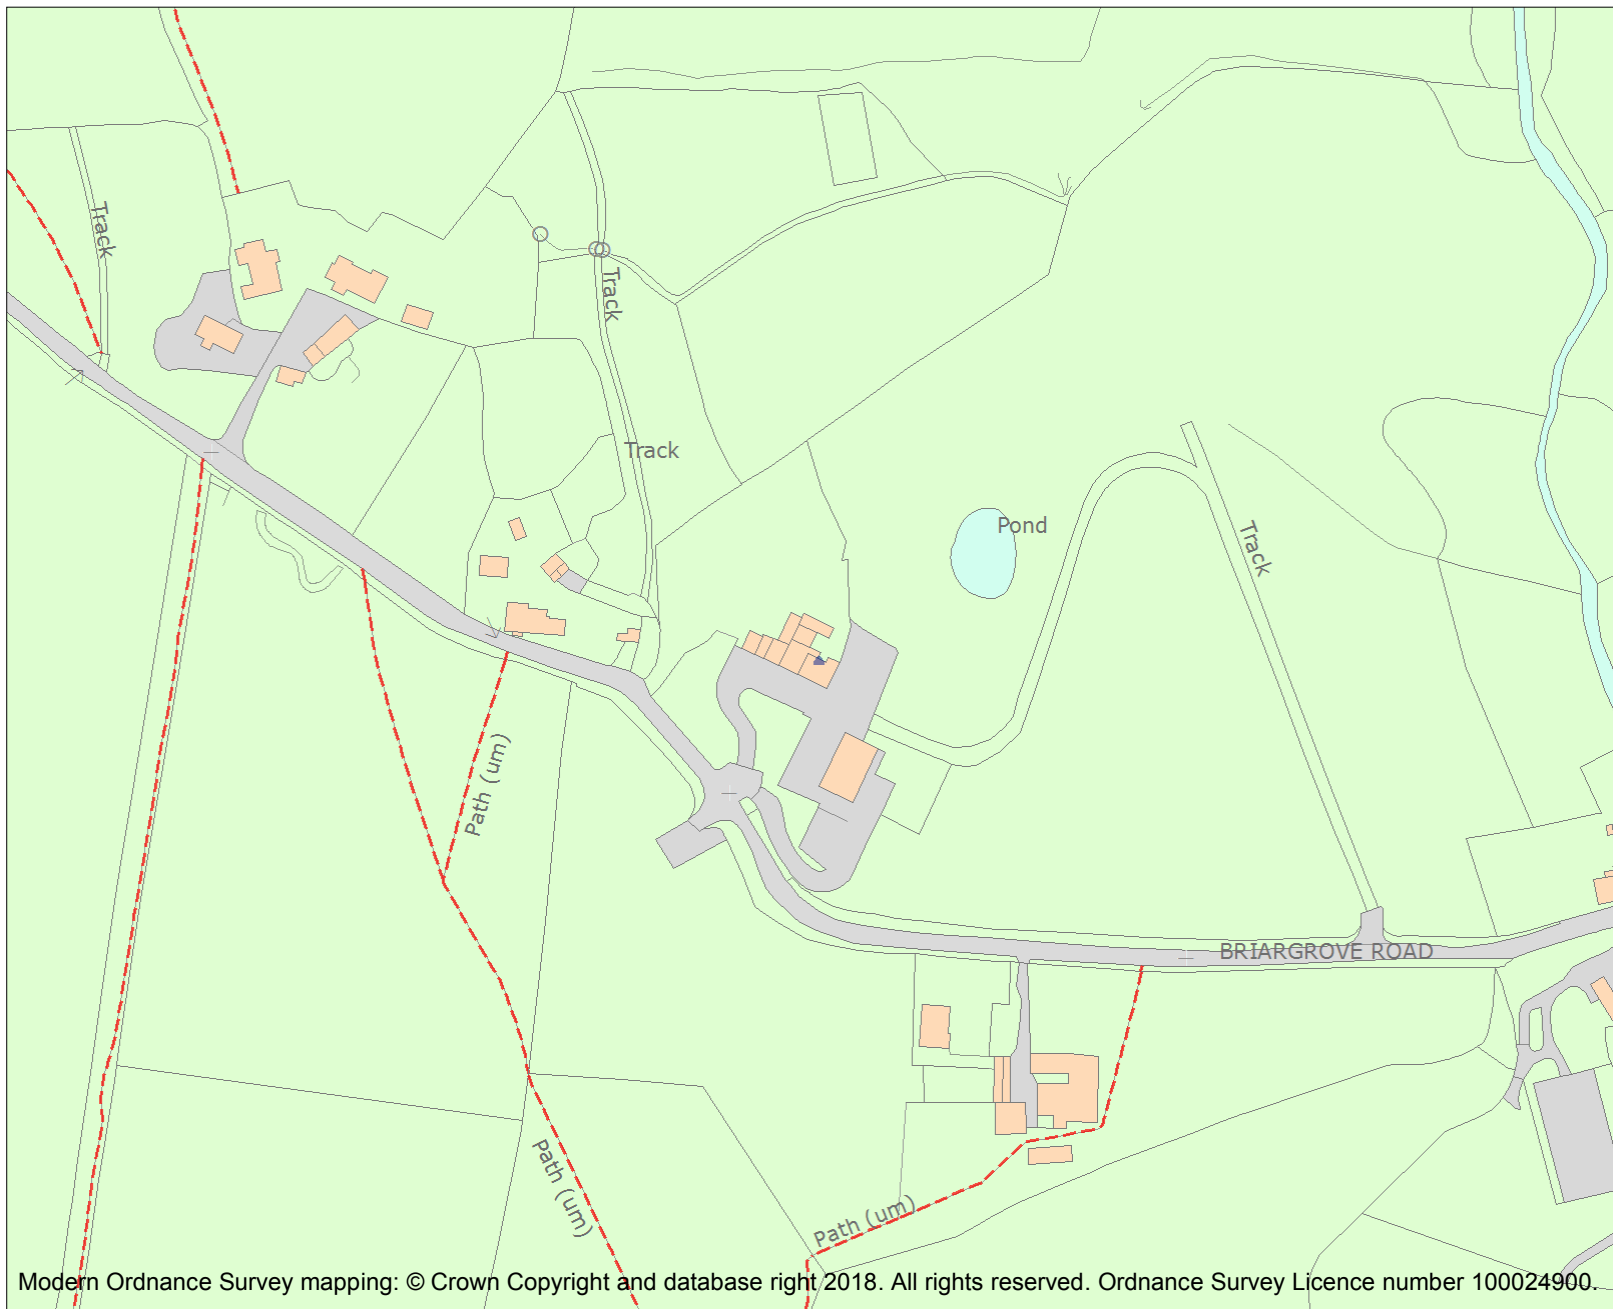 Track
Track
Track
Pond
Track
Path (um)
BRIARGROVE ROAD
Path (um)
Path (um)
Modern Ordnance Survey mapping: © Crown Copyright and database right 2018. All rights reserved. Ordnance Survey Licence number 100024900.